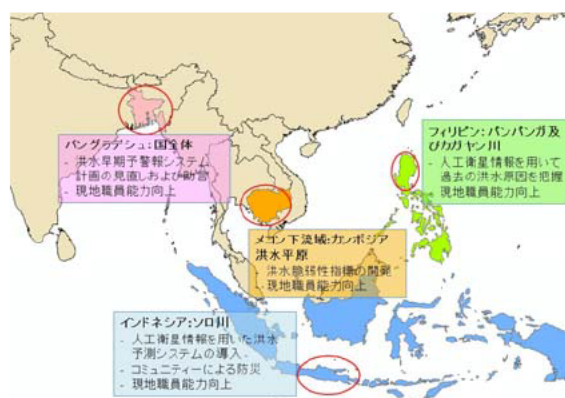 バングラデシュ：国全体
- 洪水早期予警報システム
計画の見直しおよび助言
- 現地職員能力向上
フィリピン：パンパンガ及
びカガヤン川
- 人工衛星情報を用いて
過去の洪水原因を把握
- 現地職員能力向上
メコン下流域：カンボジア
洪水平原
- 洪水脆弱性指標の開発
- 現地職員能力向上
インドネシア：ソロ川
- 人工衛星情報を用いた洪水
予測システムの導入
- コミュニティーによる防災
- 現地職員能力向上